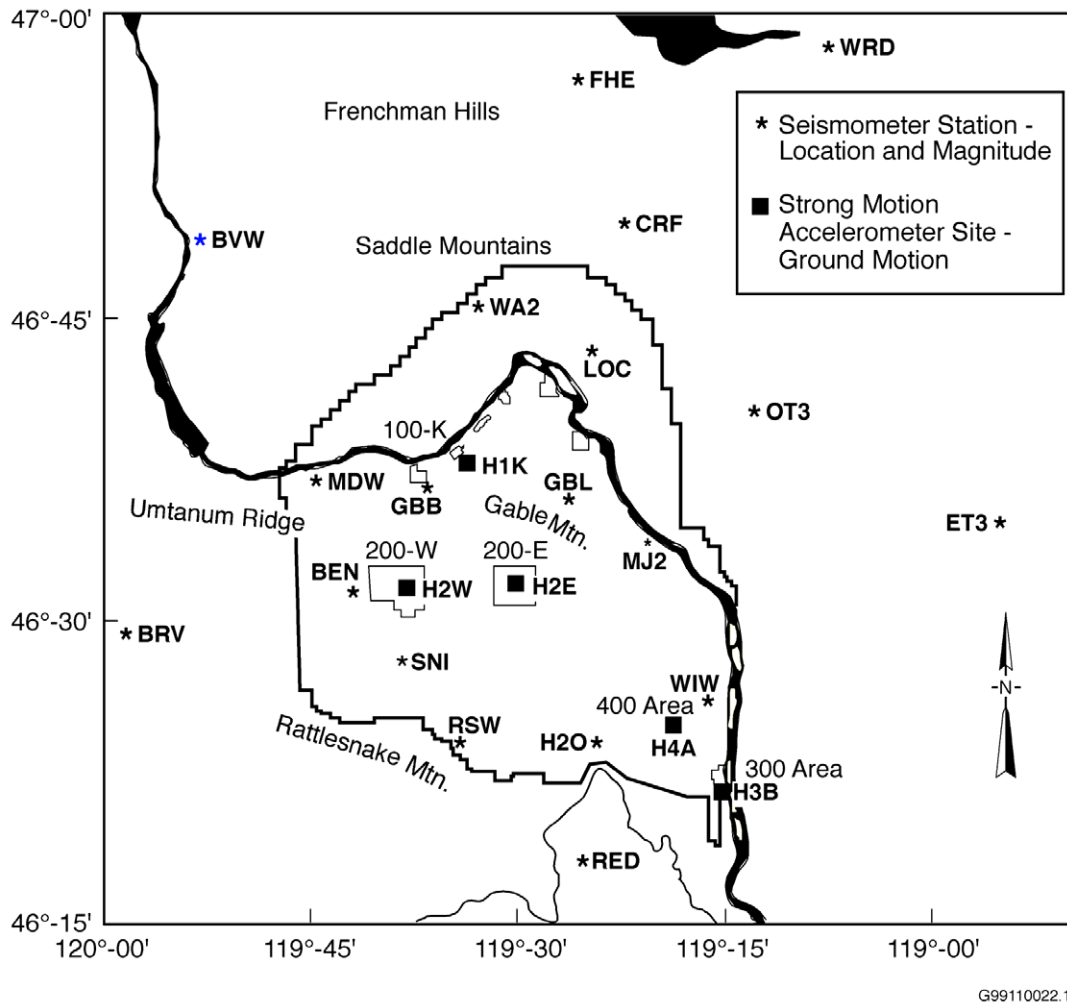 47°-00'
* WRD
* FHE
Frenchman Hills
* Seismometer Station -
Location and Magnitude
■ Strong Motion
Accelerometer Site -
Ground Motion
* CRF
* BVW
Saddle Mountains
* WA2
46°-45'
*
LOC
* OT3
100-K
■ H1K
* MDW
*
GBB
GBL
*
Gable Mtn.
Umtanum Ridge
ET3 *
*
MJ2
200-W
200-E
BEN
*
■ H2W
■ H2E
46°-30'
* BRV
* SNI
WIW
*
400 Area
■
H4A
RSW
*
H2O *
Rattlesnake Mtn.
-N-
300 Area
■ H3B
* RED
46°-15'
120°-00'
119°-45'
119°-30'
119°-15'
119°-00'
G99110022.1